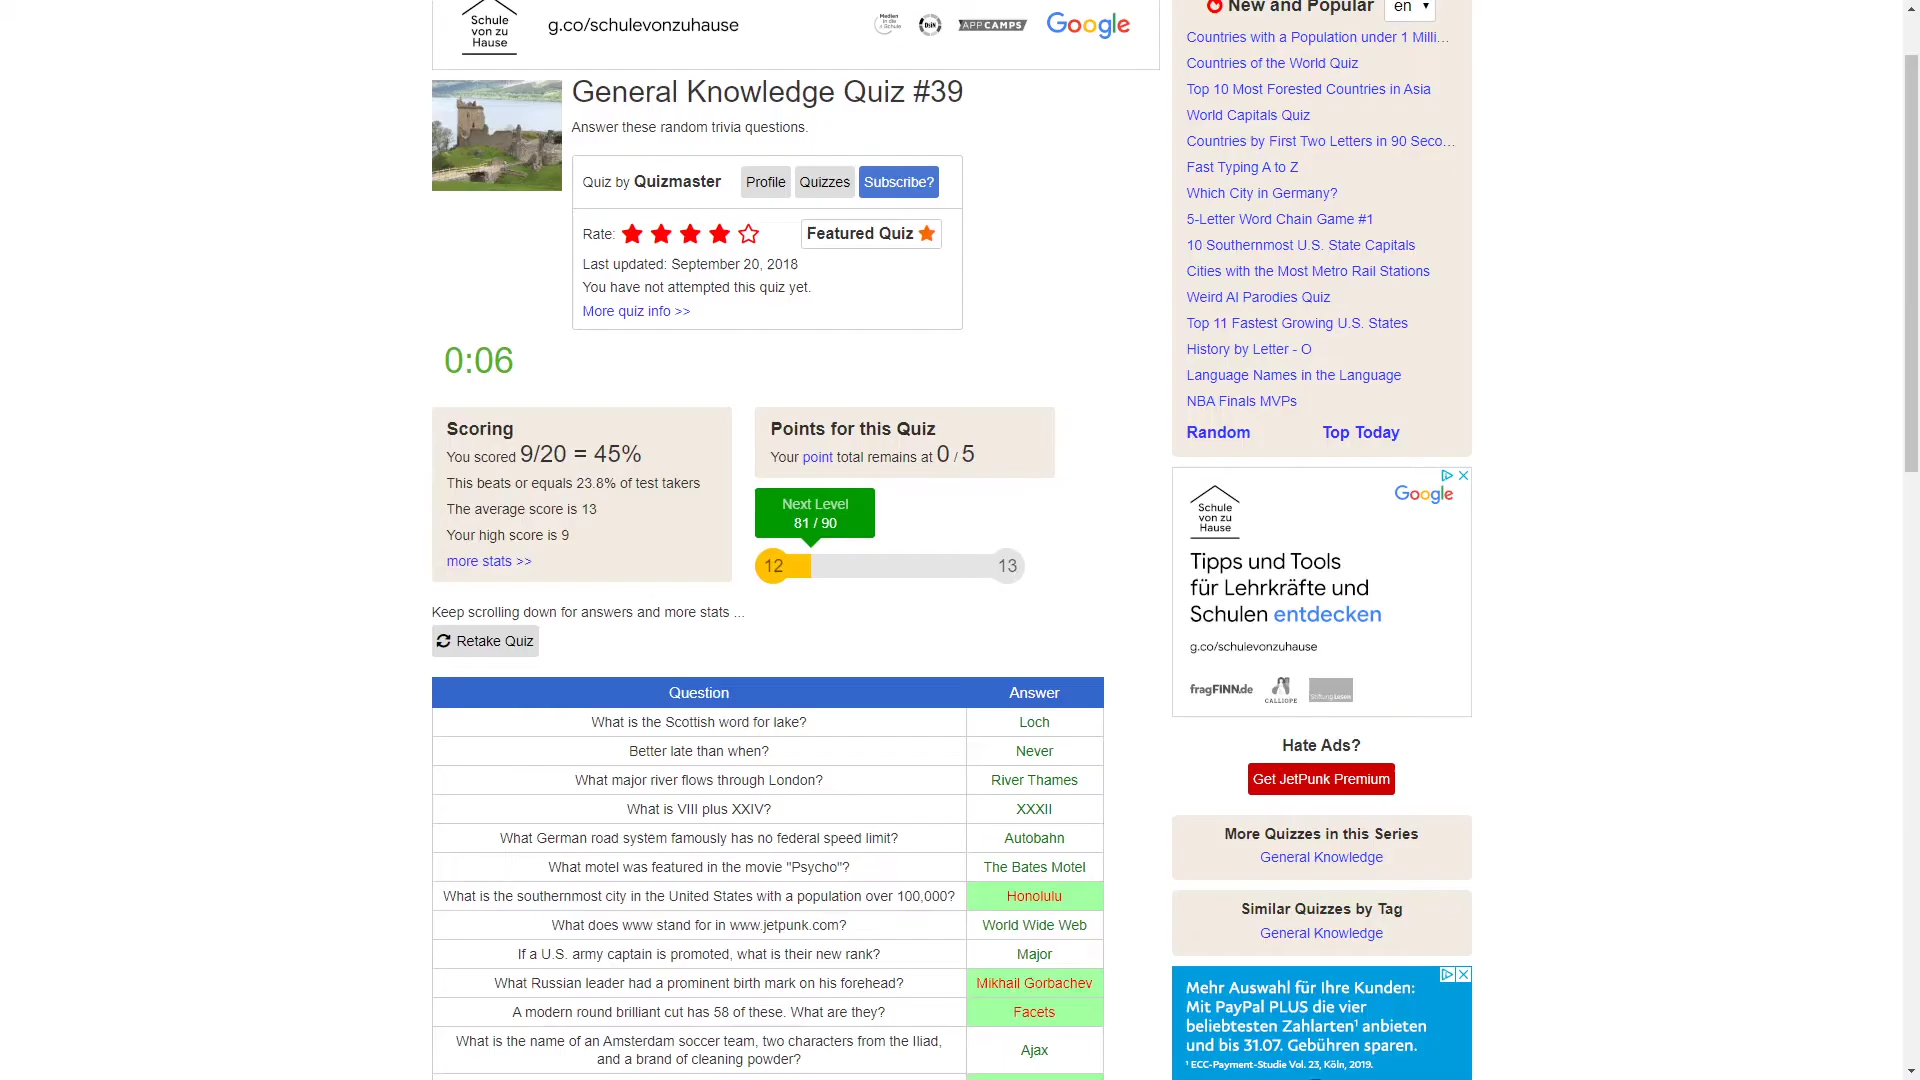 Schule
von zu
Hause
g.co/schulevonzuhause
APP CAMPS
Google
General Knowledge Quiz #39
Answer these random trivia questions.
Quiz by Quizmaster
Profile
Quizzes
Subscribe?
Rate:
Featured Quiz
Last updated: September 20, 2018
You have not attempted this quiz yet.
More quiz info >>
0:06
Scoring
You scored 9/20 = 45%
This beats or equals 23.8% of test takers
The average score is 13
Your high score is 9
more stats >>
Points for this Quiz
Your point total remains at 0 / 5
Next Level
81 / 90
12
13
Keep scrolling down for answers and more stats ...
Retake Quiz
Question Answer
What is the Scottish word for lake? Loch
Better late than when? Never
What major river flows through London? River Thames
What is VIII plus XXIV? XXXII
What German road system famously has no federal speed limit? Autobahn
What motel was featured in the movie "Psycho"? The Bates Motel
What is the southernmost city in the United States with a population over 100,000? Honolulu
What does www stand for in www.jetpunk.com? World Wide Web
If a U.S. army captain is promoted, what is their new rank? Major
What Russian leader had a prominent birth mark on his forehead? Mikhail Gorbachev
A modern round brilliant cut has 58 of these. What are they? Facets
What is the name of an Amsterdam soccer team, two characters from the Iliad,
and a brand of cleaning powder? Ajax
New and Popular
en
Countries with a Population under 1 Milli...
Countries of the World Quiz
Top 10 Most Forested Countries in Asia
World Capitals Quiz
Countries by First Two Letters in 90 Seco...
Fast Typing A to Z
Which City in Germany?
5-Letter Word Chain Game #1
10 Southernmost U.S. State Capitals
Cities with the Most Metro Rail Stations
Weird Al Parodies Quiz
Top 11 Fastest Growing U.S. States
History by Letter - O
Language Names in the Language
NBA Finals MVPs
Random
Top Today
Google
Schule
von zu
Hause
Tipps und Tools
für Lehrkräfte und
Schulen entdecken
g.co/schulevonzuhause
fragFINN.de
CALLIOPE
Stiftung Lesen
Hate Ads?
Get JetPunk Premium
More Quizzes in this Series
General Knowledge
Similar Quizzes by Tag
General Knowledge
Mehr Auswahl für Ihre Kunden:
Mit PayPal PLUS die vier
beliebtesten Zahlarten¹ anbieten
und bis 31.07. Gebühren sparen.
¹ ECC-Payment-Studie Vol. 23, Köln, 2019.